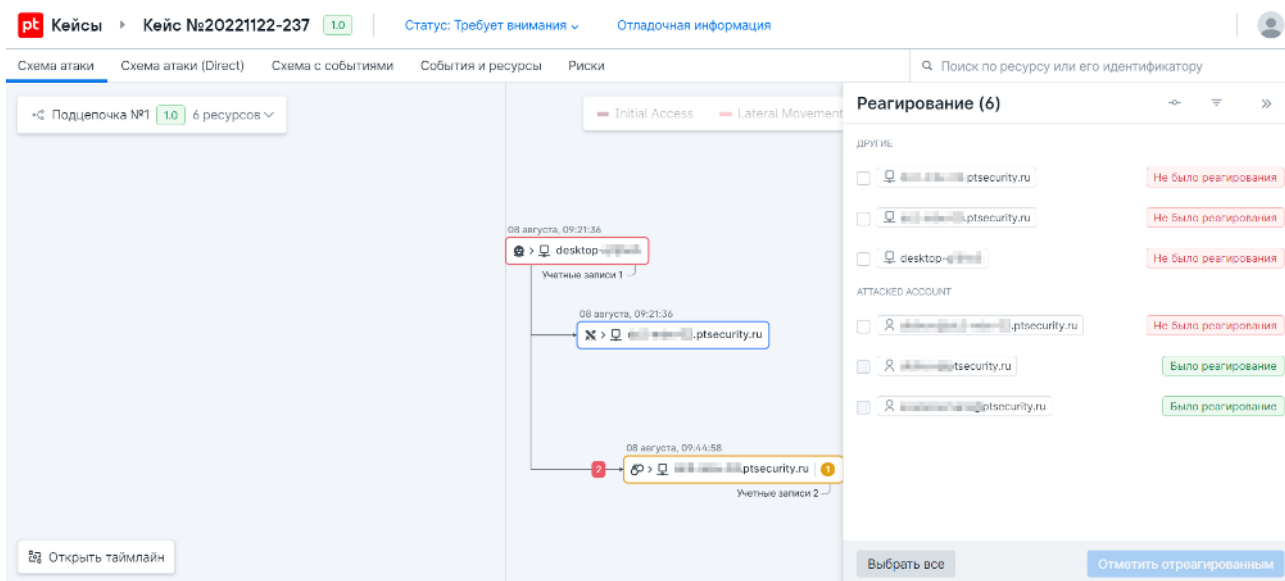 pt Кейсы Кейс №20221122-237 1.0 Статус: Требует внимания Отладочная информация
Схема атаки Схема атаки (Direct) Схема с событиями События и ресурсы Риски Поиск по ресурсу или его идентификатору
Подцепочка №1 1.0 6 ресурсов
Initial Access Lateral Movement
08 августа, 09:21:36
desktop-
Учетные записи 1
08 августа, 09:21:36
.ptsecurity.ru
08 августа, 09:44:58
2 .ptsecurity.ru 1
Учетные записи 2
Открыть таймлайн
Реагирование (6)
ДРУГИЕ
.ptsecurity.ru Не было реагирования
.ptsecurity.ru Не было реагирования
desktop- Не было реагирования
ATTACKED ACCOUNT
.ptsecurity.ru Не было реагирования
tsecurity.ru Было реагирование
ptsecurity.ru Было реагирование
Выбрать все Отметить отреагированным